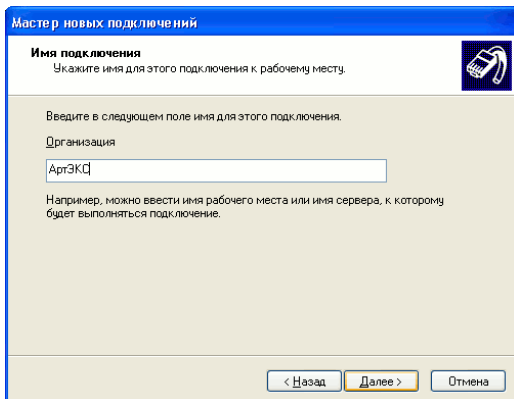 Мастер новых подключений
Имя подключения
Укажите имя для этого подключения к рабочему месту.
Введите в следующем поле имя для этого подключения.
Организация
АртЭКС
Например, можно ввести имя рабочего места или имя сервера, к которому
будет выполняться подключение.
< Назад
Далее >
Отмена